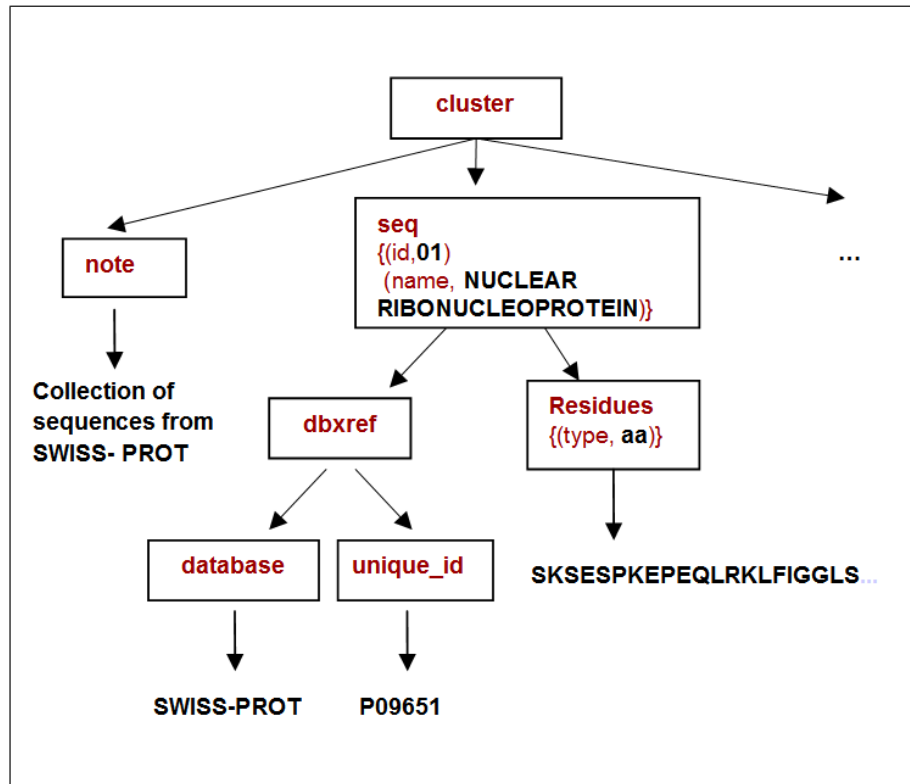 cluster
seq
{(id,01)
(name, NUCLEAR
RIBONUCLEOPROTEIN)}
...
note
Collection of
sequences from
SWISS- PROT
dbxref
Residues
{(type, aa)}
database
unique_id
SKSESPKEPEQLRKLFIGGLS...
SWISS-PROT
P09651